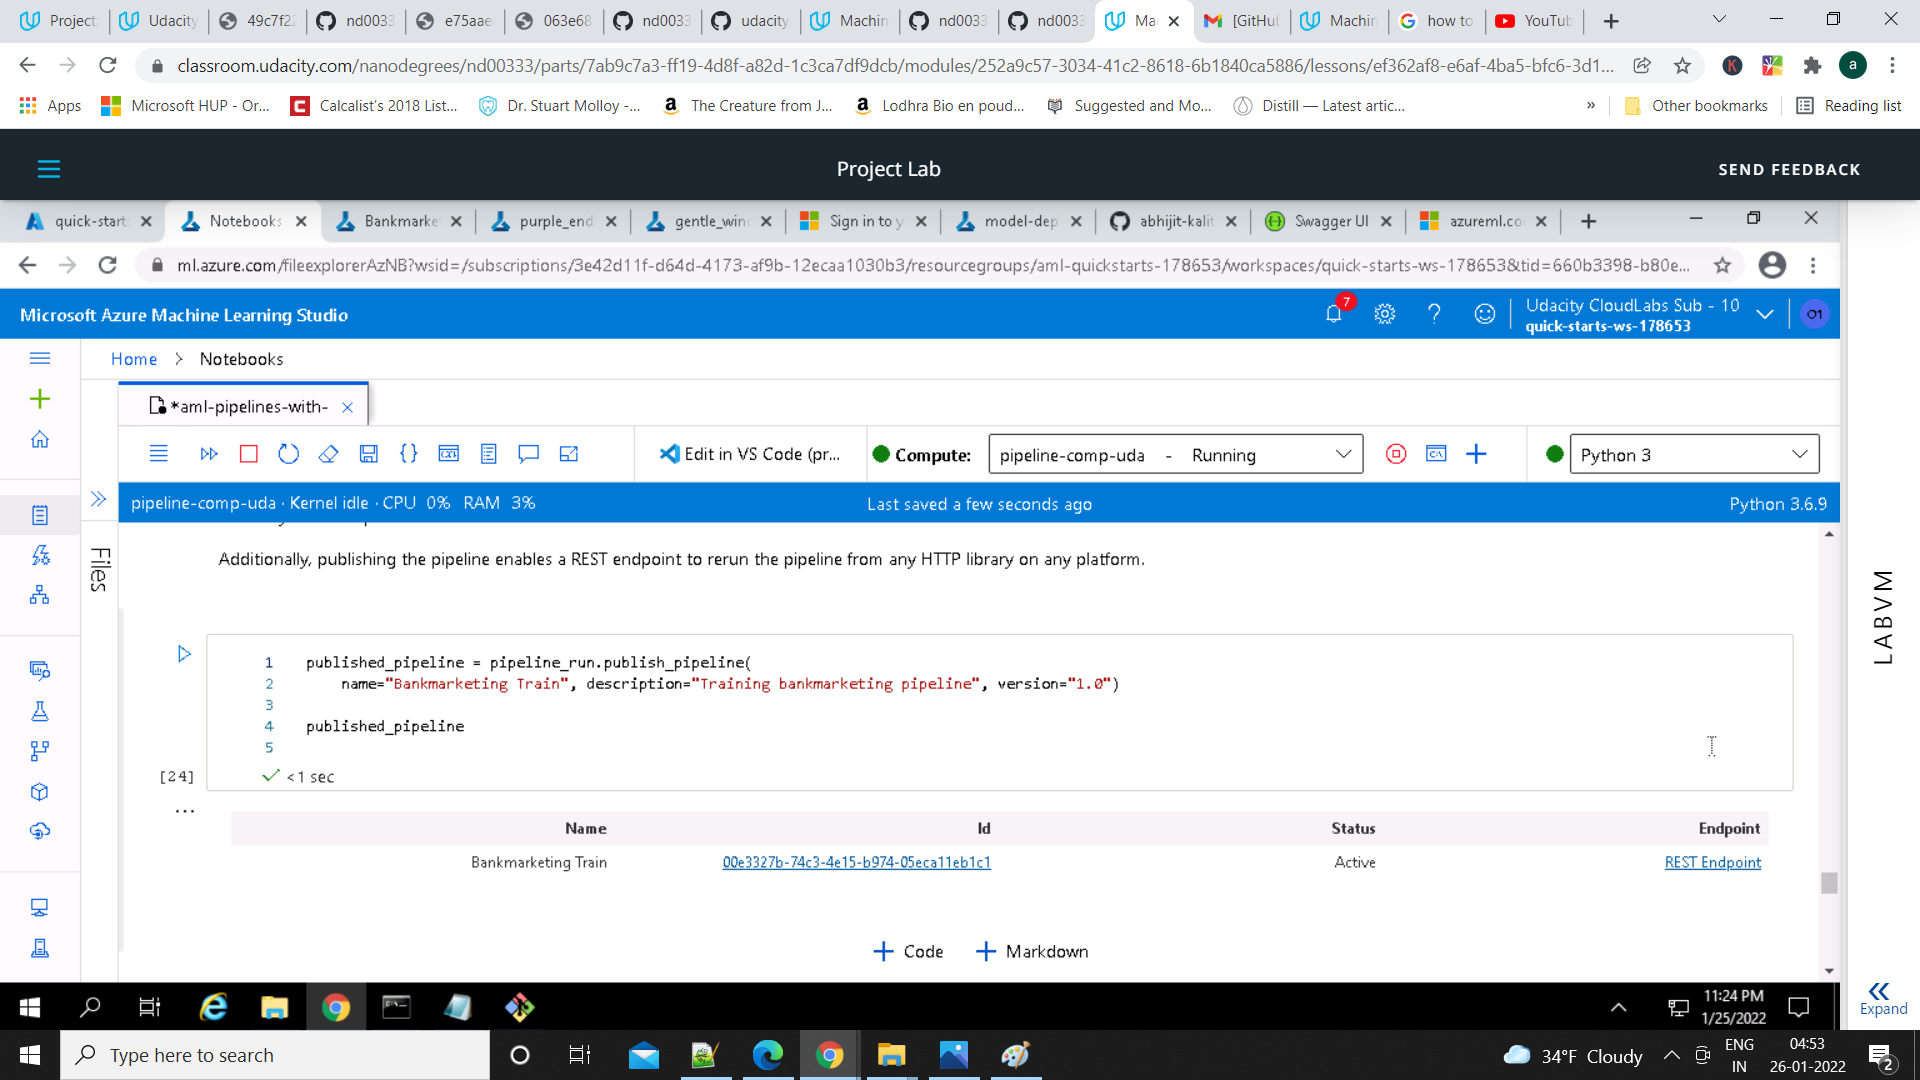 Project
Udacity
49c7f22
nd0033
e75aae
063e68
nd0033
udacity
Machin
nd0033
nd0033
Ma
[GitHu
Machin
how to
YouTub
classroom.udacity.com/nanodegrees/nd00333/parts/7ab9c7a3-ff19-4d8f-a82d-1c3ca7df9dcb/modules/252a9c57-3034-41c2-8618-6b1840ca5886/lessons/ef362af8-e6af-4ba5-bfc6-3d1...
K
a
Apps
Microsoft HUP - Or...
Calcalist's 2018 List...
Dr. Stuart Molloy -...
The Creature from J...
Lodhra Bio en poud...
Suggested and Mo...
Distill — Latest artic...
»
Other bookmarks
Reading list
Project Lab
SEND FEEDBACK
quick-starts
Notebooks
Bankmarke
purple_end
gentle_win
Sign in to y
model-dep
abhijit-kalit
Swagger UI
azureml.co
ml.azure.com/fileexplorerAzNB?wsid=/subscriptions/3e42d11f-d64d-4173-af9b-12ecaa1030b3/resourcegroups/aml-quickstarts-178653/workspaces/quick-starts-ws-178653&tid=660b3398-b80e...
Microsoft Azure Machine Learning Studio
7
Udacity CloudLabs Sub - 10
quick-starts-ws-178653
O1
Home > Notebooks
*aml-pipelines-with-
Edit in VS Code (pr...
Compute:
pipeline-comp-uda - Running
Python 3
pipeline-comp-uda · Kernel idle · CPU 0% RAM 3%
Last saved a few seconds ago
Python 3.6.9
Files
Additionally, publishing the pipeline enables a REST endpoint to rerun the pipeline from any HTTP library on any platform.
1 published_pipeline = pipeline_run.publish_pipeline(
2 name="Bankmarketing Train", description="Training bankmarketing pipeline", version="1.0")
3
4 published_pipeline
5
[24]
<1 sec
...
Name Id Status Endpoint
Bankmarketing Train 00e3327b-74c3-4e15-b974-05eca11eb1c1 Active REST Endpoint
+ Code + Markdown
LABVM
Expand
11:24 PM
1/25/2022
Type here to search
34°F Cloudy
ENG
IN
04:53
26-01-2022
2